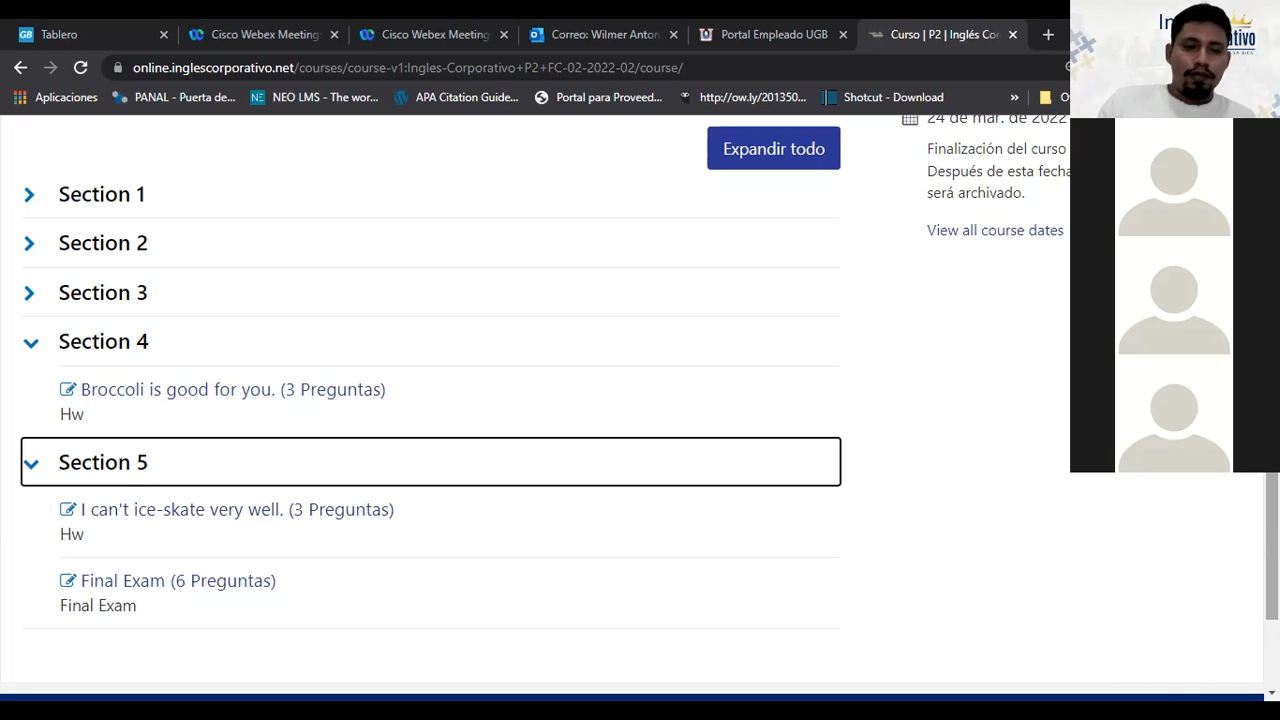 Tablero
Cisco Webex Meeting
Cisco Webex Meeting
Correo: Wilmer Anton
Portal Empleado UGB
Curso | P2 | Inglés Cor
online.inglescorporativo.net/courses/course-v1:Ingles-Corporativo+P2+FC-02-2022-02/course/
Aplicaciones
PANAL - Puerta de...
NEO LMS - The wor...
APA Citation Guide...
Portal para Proveed...
http://ow.ly/201350...
Shotcut - Download
»
24 de mar. de 2022
Finalización del curso
Después de esta fecha
será archivado.
View all course dates
Expandir todo
Section 1
Section 2
Section 3
Section 4
Broccoli is good for you. (3 Preguntas)
Hw
Section 5
I can't ice-skate very well. (3 Preguntas)
Hw
Final Exam (6 Preguntas)
Final Exam